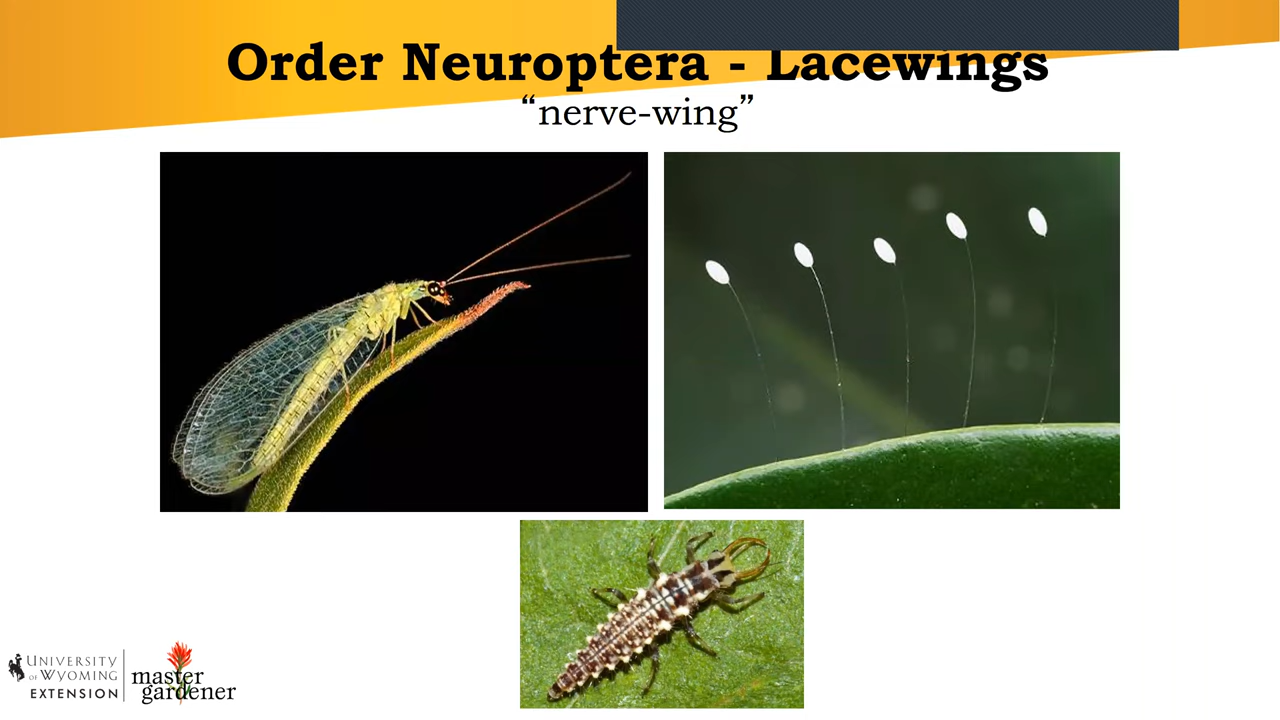 Order Neuroptera - Lacewings
“nerve-wing”
UNIVERSITY
OF WYOMING
EXTENSION
master
gardener